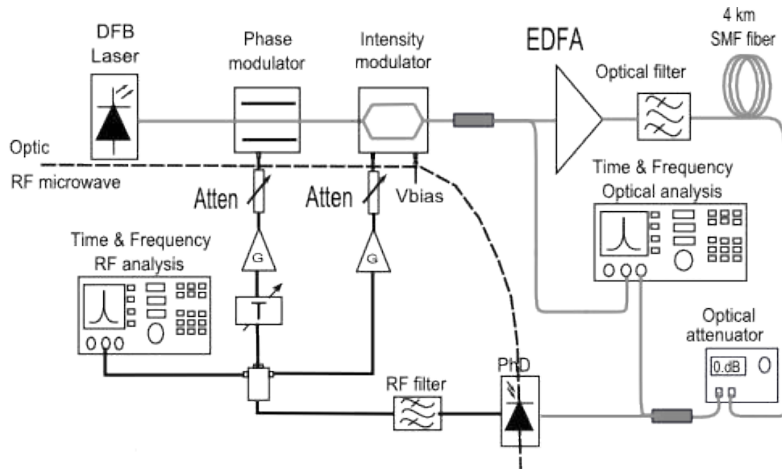 DFB
Laser
Phase
modulator
Intensity
modulator
EDFA
Optical filter
4 km
SMF fiber
Optic
RF microwave
Atten
Atten
Vbias
Time & Frequency
Optical analysis
Time & Frequency
RF analysis
G
G
T
Optical
attenuator
0.dB
RF filter
PhD